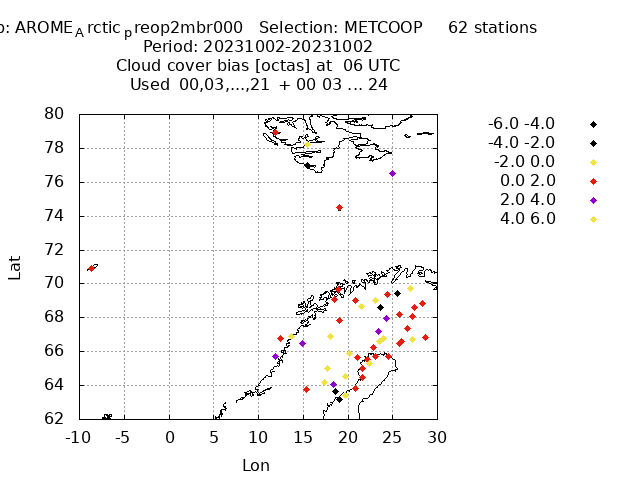 p: AROME_Arctic_preop2mbr000 Selection: METCOOP 62 stations
Period: 20231002-20231002
Cloud cover bias [octas] at 06 UTC
Used 00,03,...,21 + 00 03 ... 24
-6.0 -4.0
-4.0 -2.0
-2.0 0.0
0.0 2.0
2.0 4.0
4.0 6.0
80
78
76
74
72
70
68
66
64
62
Lat
-10 -5 0 5 10 15 20 25 30
Lon